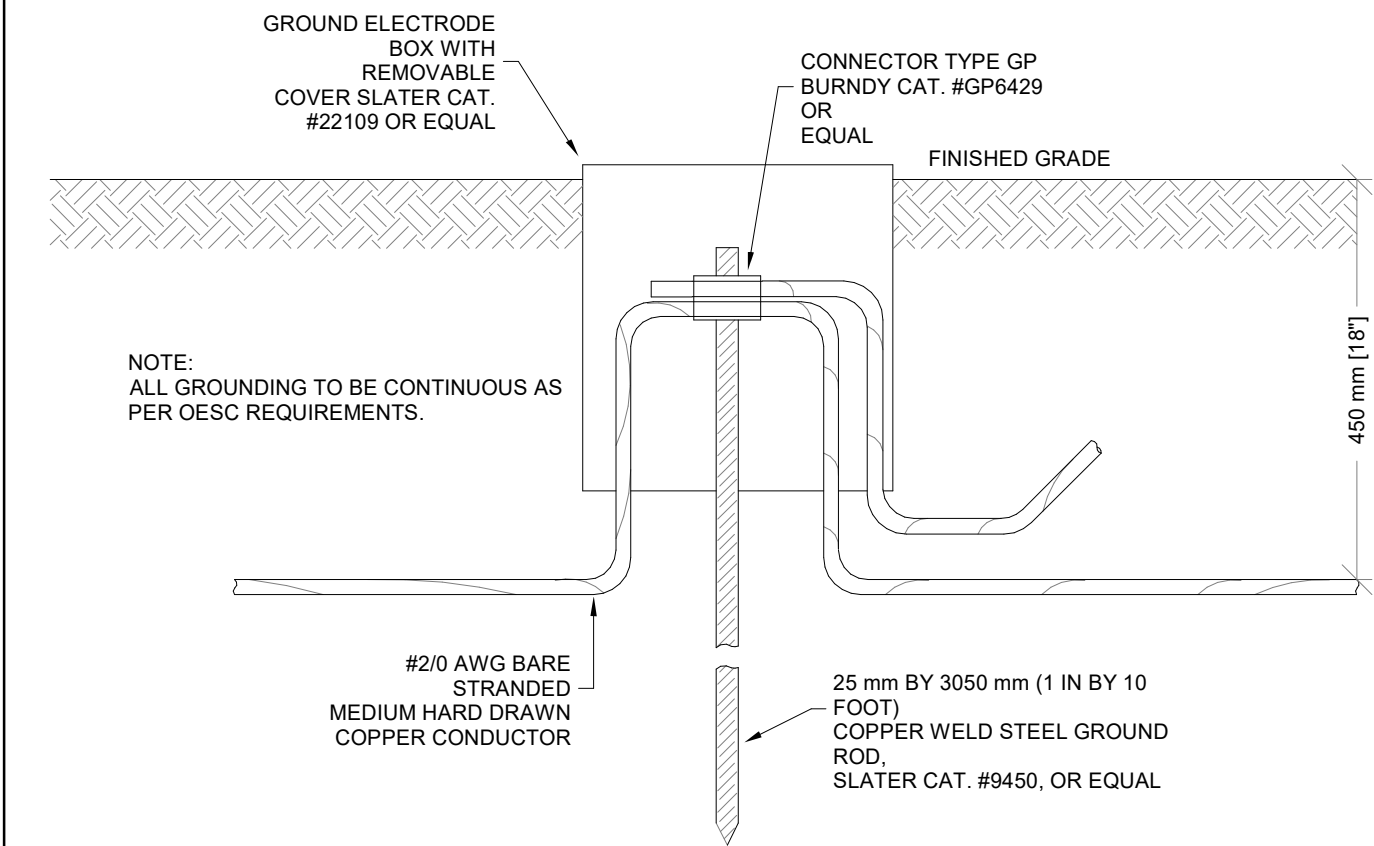 GROUND ELECTRODE
BOX WITH
REMOVABLE
COVER SLATER CAT.
#22109 OR EQUAL
CONNECTOR TYPE GP
BURNDY CAT. #GP6429
OR
EQUAL
FINISHED GRADE
NOTE:
ALL GROUNDING TO BE CONTINUOUS AS
PER OESC REQUIREMENTS.
450 mm [18"]
#2/0 AWG BARE
STRANDED
MEDIUM HARD DRAWN
COPPER CONDUCTOR
25 mm BY 3050 mm (1 IN BY 10
FOOT)
COPPER WELD STEEL GROUND
ROD,
SLATER CAT. #9450, OR EQUAL